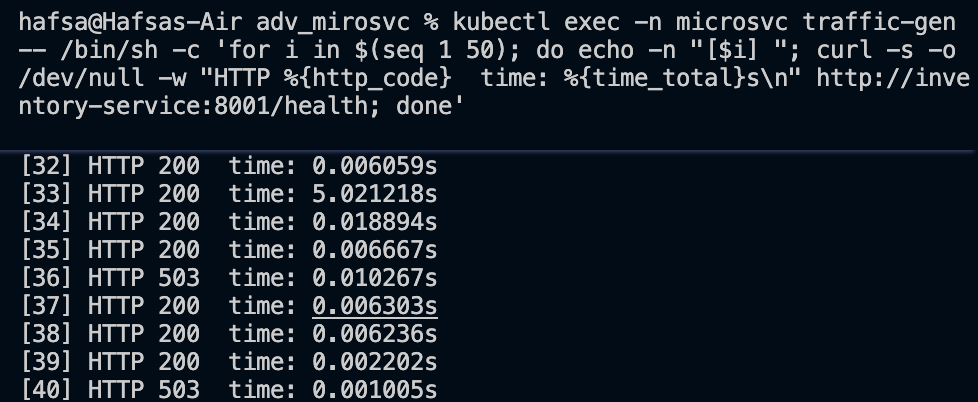 hafsa@Hafsas-Air adv_mirosvc % kubectl exec -n microsvc traffic-gen
-- /bin/sh -c 'for i in $(seq 1 50); do echo -n "[$i] "; curl -s -o
/dev/null -w "HTTP %{http_code}  time: %{time_total}s\n" http://inve
ntory-service:8001/health; done'
[32] HTTP 200  time: 0.006059s
[33] HTTP 200  time: 5.021218s
[34] HTTP 200  time: 0.018894s
[35] HTTP 200  time: 0.006667s
[36] HTTP 503  time: 0.010267s
[37] HTTP 200  time: 0.006303s
[38] HTTP 200  time: 0.006236s
[39] HTTP 200  time: 0.002202s
[40] HTTP 503  time: 0.001005s